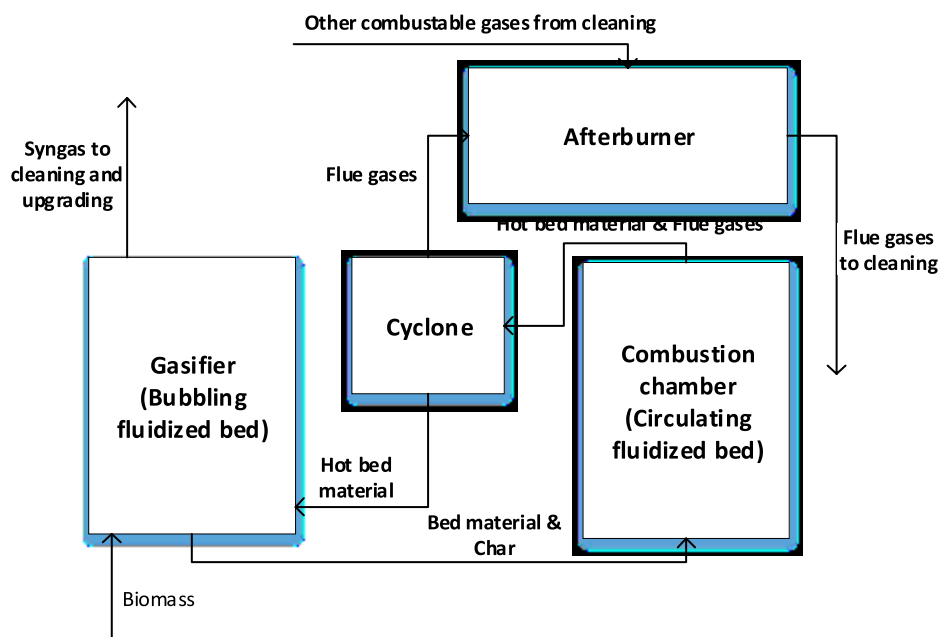 Other combustable gases from cleaning
Afterburner
Syngas to
cleaning and
upgrading
Flue gases
Hot bed material & Flue gases
Flue gases
to cleaning
Cyclone
Gasifier
(Bubbling
fluidized bed)
Combustion
chamber
(Circulating
fluidized bed)
Hot bed
material
Bed material &
Char
Biomass